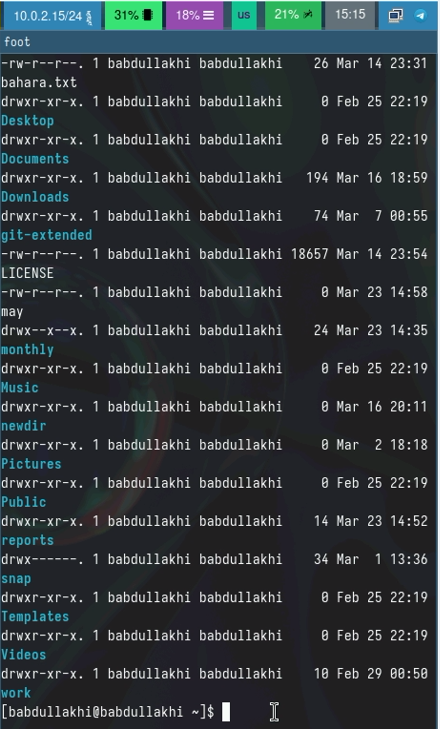 10.0.2.15/24 31% 18% us 21% 15:15
foot
-rw-r--r--. 1 babdullakhi babdullakhi 26 Mar 14 23:31
bahara.txt
drwxr-xr-x. 1 babdullakhi babdullakhi 0 Feb 25 22:19
Desktop
drwxr-xr-x. 1 babdullakhi babdullakhi 0 Feb 25 22:19
Documents
drwxr-xr-x. 1 babdullakhi babdullakhi 194 Mar 16 18:59
Downloads
drwxr-xr-x. 1 babdullakhi babdullakhi 74 Mar 7 00:55
git-extended
-rw-r--r--. 1 babdullakhi babdullakhi 18657 Mar 14 23:54
LICENSE
-rw-r--r--. 1 babdullakhi babdullakhi 0 Mar 23 14:58
may
drwx--x--x. 1 babdullakhi babdullakhi 24 Mar 23 14:35
monthly
drwxr-xr-x. 1 babdullakhi babdullakhi 0 Feb 25 22:19
Music
drwxr-xr-x. 1 babdullakhi babdullakhi 0 Mar 16 20:11
newdir
drwxr-xr-x. 1 babdullakhi babdullakhi 0 Mar 2 18:18
Pictures
drwxr-xr-x. 1 babdullakhi babdullakhi 0 Feb 25 22:19
Public
drwxr-xr-x. 1 babdullakhi babdullakhi 14 Mar 23 14:52
reports
drwx------. 1 babdullakhi babdullakhi 34 Mar 1 13:36
snap
drwxr-xr-x. 1 babdullakhi babdullakhi 0 Feb 25 22:19
Templates
drwxr-xr-x. 1 babdullakhi babdullakhi 0 Feb 25 22:19
Videos
drwxr-xr-x. 1 babdullakhi babdullakhi 10 Feb 29 00:50
work
[babdullakhi@babdullakhi ~]$